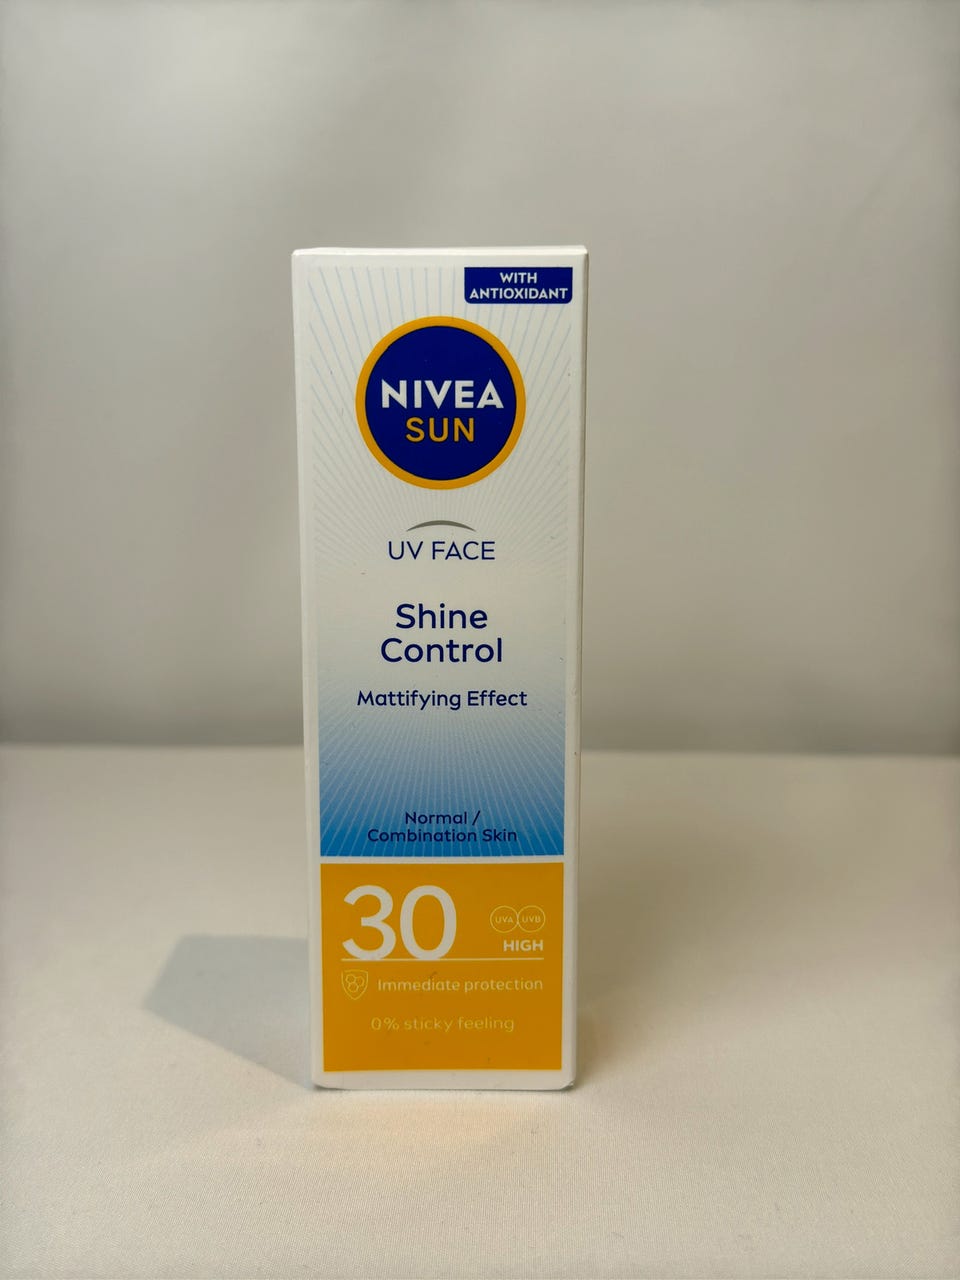 WITH
ANTIOXIDANT
NIVEA
SUN
UV FACE
Shine
Control
Mattifying Effect
Normal /
Combination Skin
30
UVA UVB
HIGH
Immediate protection
0% sticky feeling